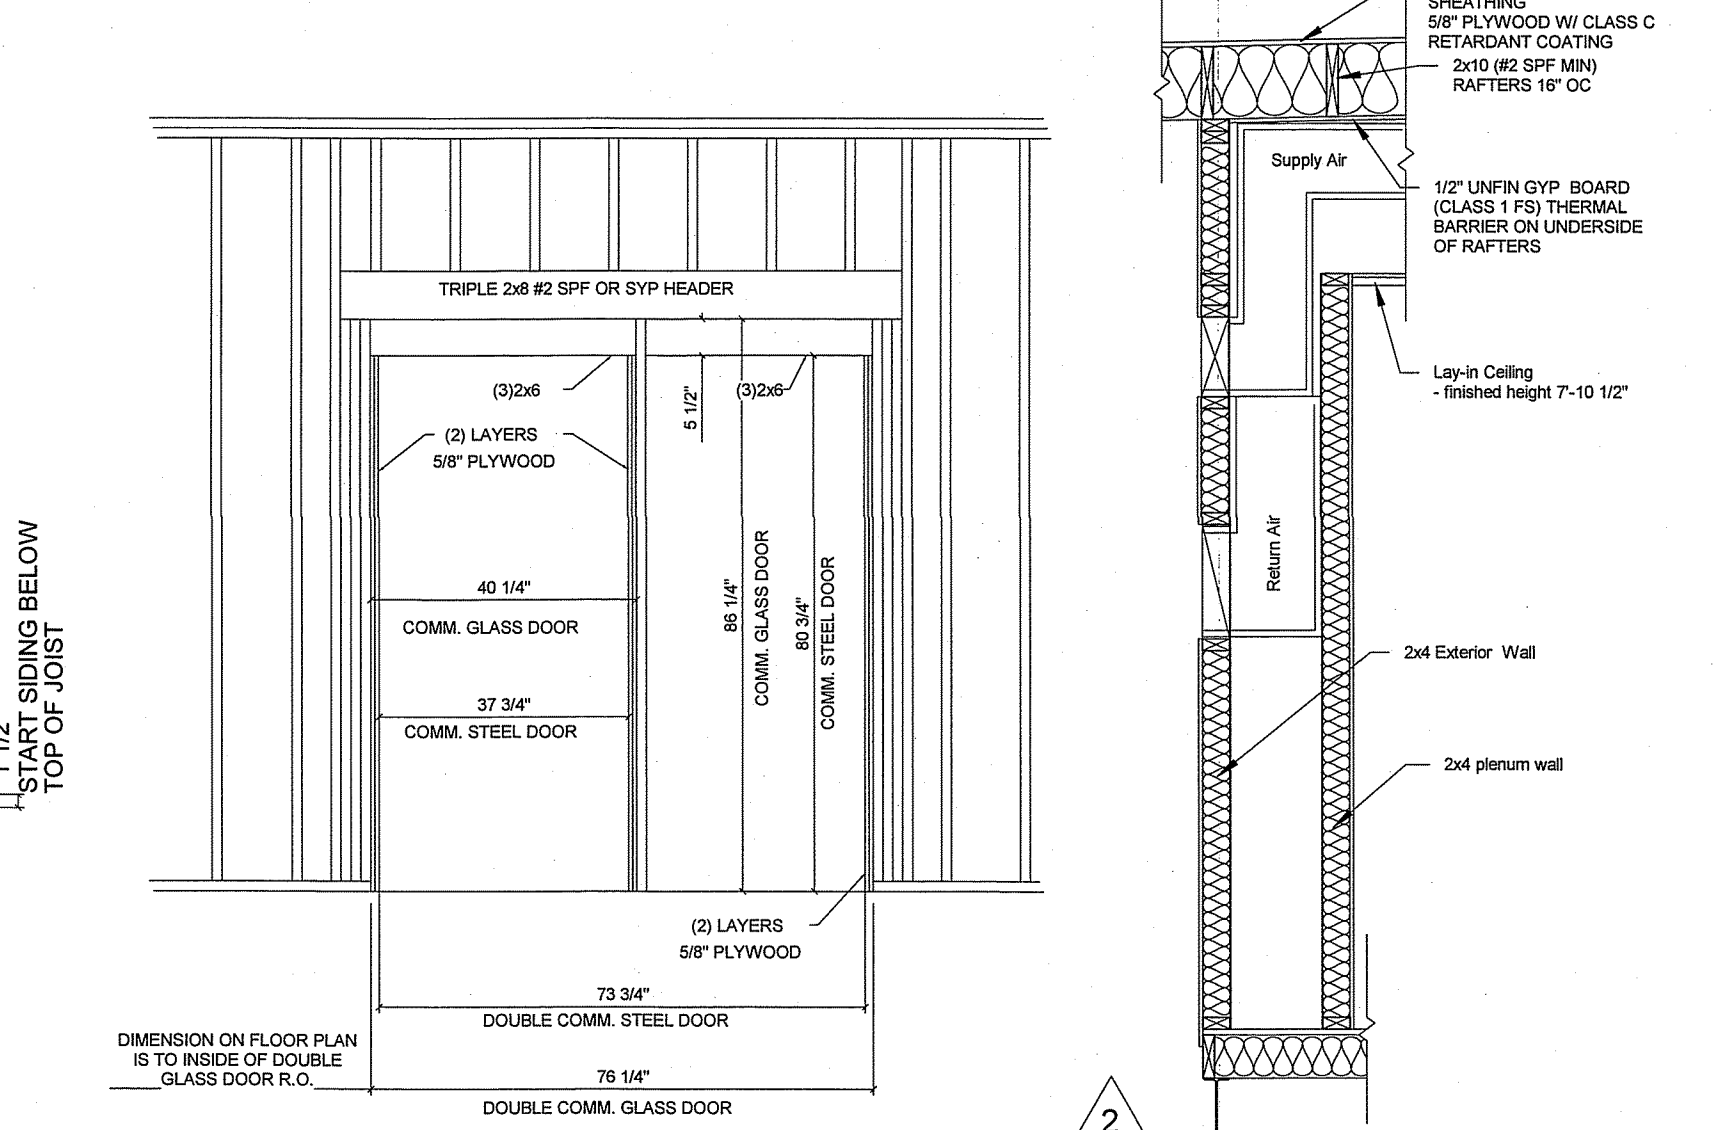 SHEATHING
5/8" PLYWOOD W/ CLASS C
RETARDANT COATING
2x10 (#2 SPF MIN)
RAFTERS 16" OC
Supply Air
1/2" UNFIN GYP BOARD
(CLASS 1 FS) THERMAL
BARRIER ON UNDERSIDE
OF RAFTERS
Lay-in Ceiling
- finished height 7'-10 1/2"
Return Air
2x4 Exterior Wall
2x4 plenum wall
2
TRIPLE 2x8 #2 SPF OR SYP HEADER
(3)2x6
5 1/2"
(3)2x6
(2) LAYERS
5/8" PLYWOOD
40 1/4"
COMM. GLASS DOOR
37 3/4"
COMM. STEEL DOOR
86 1/4"
COMM. GLASS DOOR
80 3/4"
COMM. STEEL DOOR
(2) LAYERS
5/8" PLYWOOD
73 3/4"
DOUBLE COMM. STEEL DOOR
DIMENSION ON FLOOR PLAN
IS TO INSIDE OF DOUBLE
GLASS DOOR R.O.
76 1/4"
DOUBLE COMM. GLASS DOOR
START SIDING BELOW
TOP OF JOIST